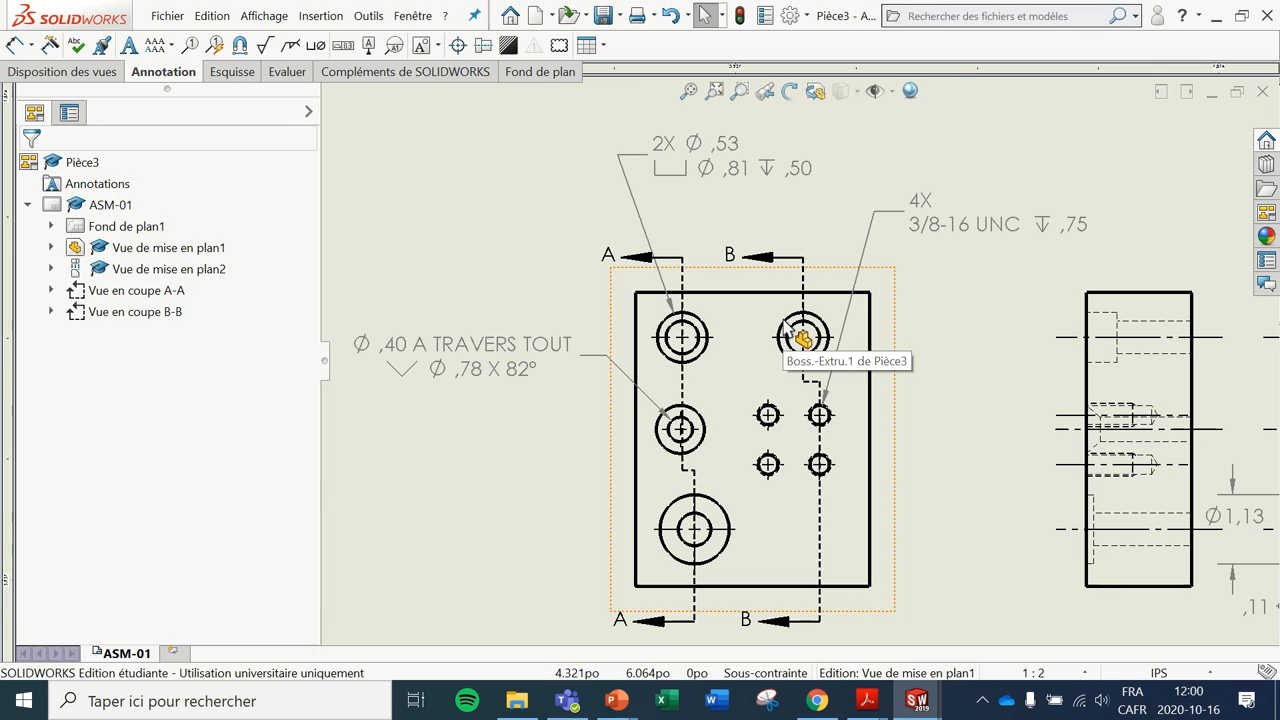 SOLIDWORKS
Fichier Edition Affichage Insertion Outils Fenêtre ? Pièce3 - A... Rechercher des fichiers et modèles ?
Disposition des vues Annotation Esquisse Evaluer Compléments de SOLIDWORKS Fond de plan
Pièce3
Annotations
ASM-01
Fond de plan1
Vue de mise en plan1
Vue de mise en plan2
Vue en coupe A-A
Vue en coupe B-B
2X Ø ,53
⌴ Ø ,81 ↧ ,50
4X
3/8-16 UNC ↧ ,75
A B
Ø ,40 A TRAVERS TOUT
⌵ Ø ,78 X 82°
Boss.-Extru.1 de Pièce3
Ø1,13
,11 +
A B
ASM-01
SOLIDWORKS Edition étudiante - Utilisation universitaire uniquement 4.321po 6.064po 0po Sous-contrainte Edition: Vue de mise en plan1 1 : 2 IPS
Taper ici pour rechercher
FRA 12:00
CAFR 2020-10-16